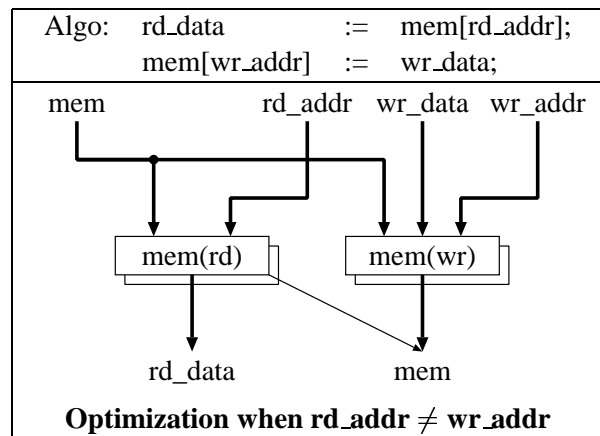 Algo: rd_data := mem[rd_addr];
mem[wr_addr] := wr_data;
mem rd_addr wr_data wr_addr
mem(rd) mem(wr)
rd_data mem
Optimization when rd_addr ≠ wr_addr